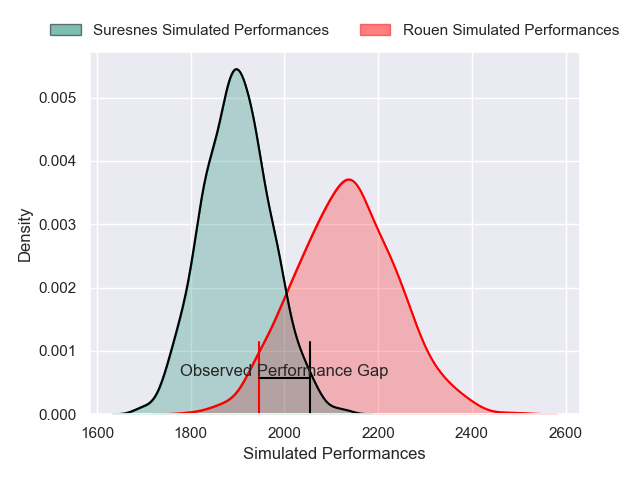 Suresnes Simulated Performances
Rouen Simulated Performances
0.005
0.004
0.003
0.002
0.001
0.000
Density
Observed Performance Gap
1600
1800
2000
2200
2400
2600
Simulated Performances